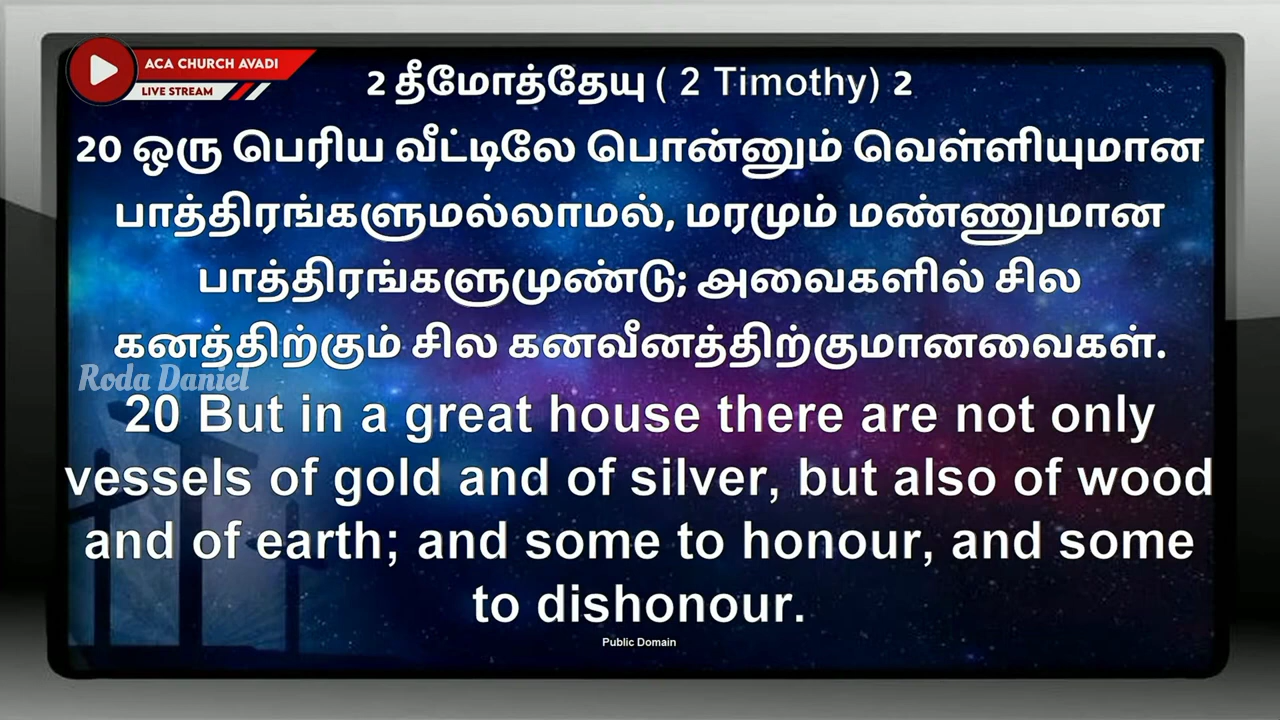 ACA CHURCH AVADI
LIVE STREAM
2 தீமோத்தேயு ( 2 Timothy) 2
20 ஒரு பெரிய வீட்டிலே பொன்னும் வெள்ளியுமான
பாத்திரங்களுமல்லாமல், மரமும் மண்ணுமான
பாத்திரங்களுமுண்டு; அவைகளில் சில
கனத்திற்கும் சில கனவீனத்திற்குமானவைகள்.
Roda Daniel
20 But in a great house there are not only
vessels of gold and of silver, but also of wood
and of earth; and some to honour, and some
to dishonour.
Public Domain